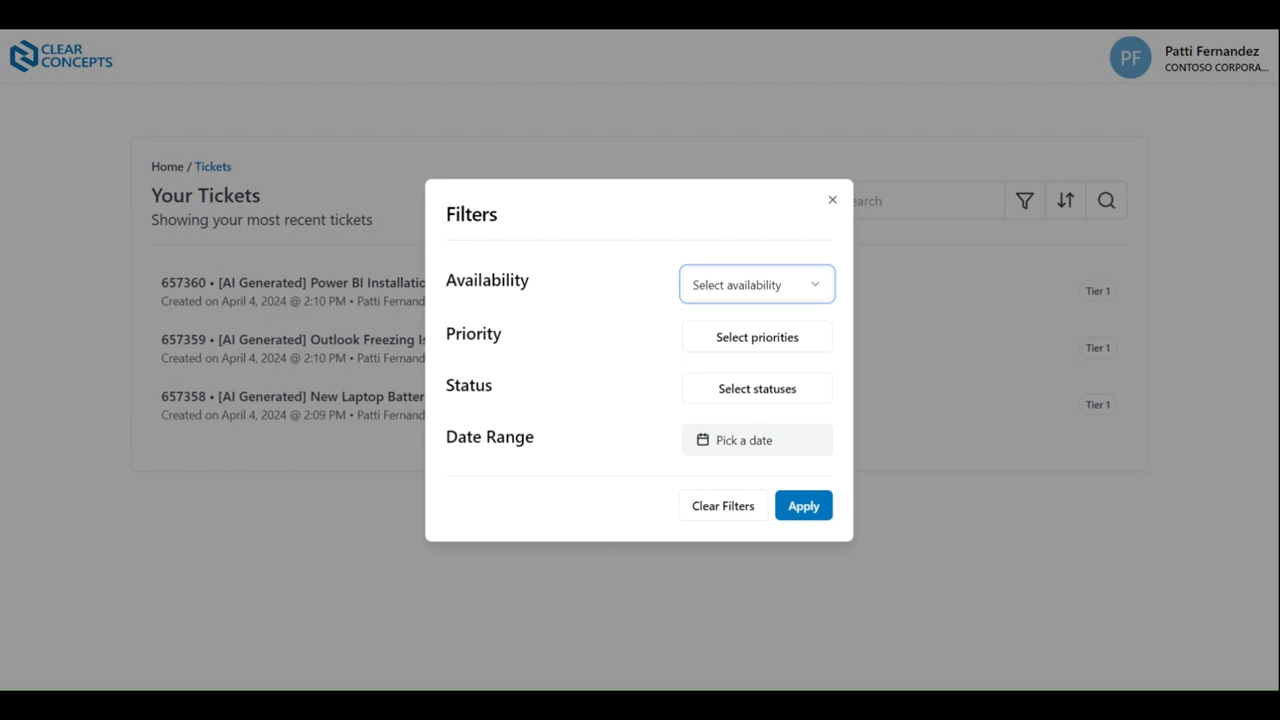 CLEAR
CONCEPTS
PF
Patti Fernandez
CONTOSO CORPORA...
Home / Tickets
Your Tickets
Showing your most recent tickets
earch
657360 • [AI Generated] Power BI Installatic
Created on April 4, 2024 @ 2:10 PM • Patti Fernand
Tier 1
657359 • [AI Generated] Outlook Freezing Is
Created on April 4, 2024 @ 2:10 PM • Patti Fernand
Tier 1
657358 • [AI Generated] New Laptop Batter
Created on April 4, 2024 @ 2:09 PM • Patti Fernand
Tier 1
Filters
Availability
Select availability
Priority
Select priorities
Status
Select statuses
Date Range
Pick a date
Clear Filters
Apply